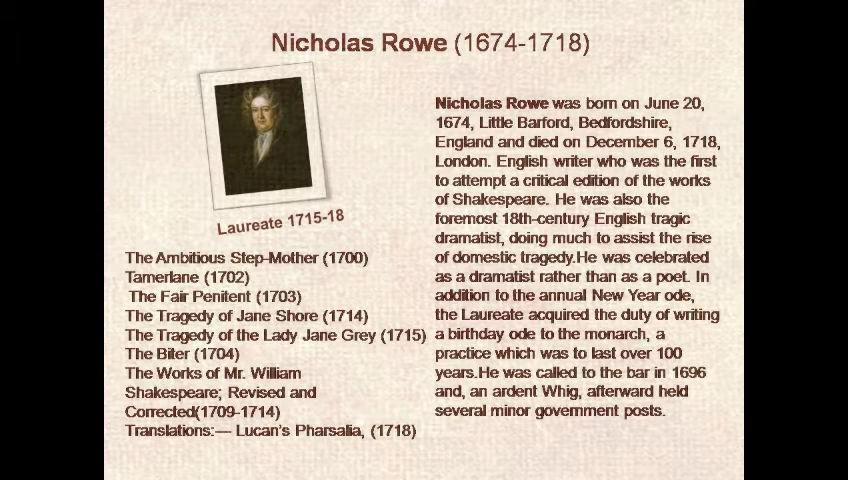 Nicholas Rowe (1674-1718)
Laureate 1715-18
The Ambitious Step-Mother (1700)
Tamerlane (1702)
The Fair Penitent (1703)
The Tragedy of Jane Shore (1714)
The Tragedy of the Lady Jane Grey (1715)
The Biter (1704)
The Works of Mr. William
Shakespeare; Revised and
Corrected(1709-1714)
Translations:— Lucan's Pharsalia, (1718)
Nicholas Rowe was born on June 20,
1674, Little Barford, Bedfordshire,
England and died on December 6, 1718,
London. English writer who was the first
to attempt a critical edition of the works
of Shakespeare. He was also the
foremost 18th-century English tragic
dramatist, doing much to assist the rise
of domestic tragedy.He was celebrated
as a dramatist rather than as a poet. In
addition to the annual New Year ode,
the Laureate acquired the duty of writing
a birthday ode to the monarch, a
practice which was to last over 100
years.He was called to the bar in 1696
and, an ardent Whig, afterward held
several minor government posts.